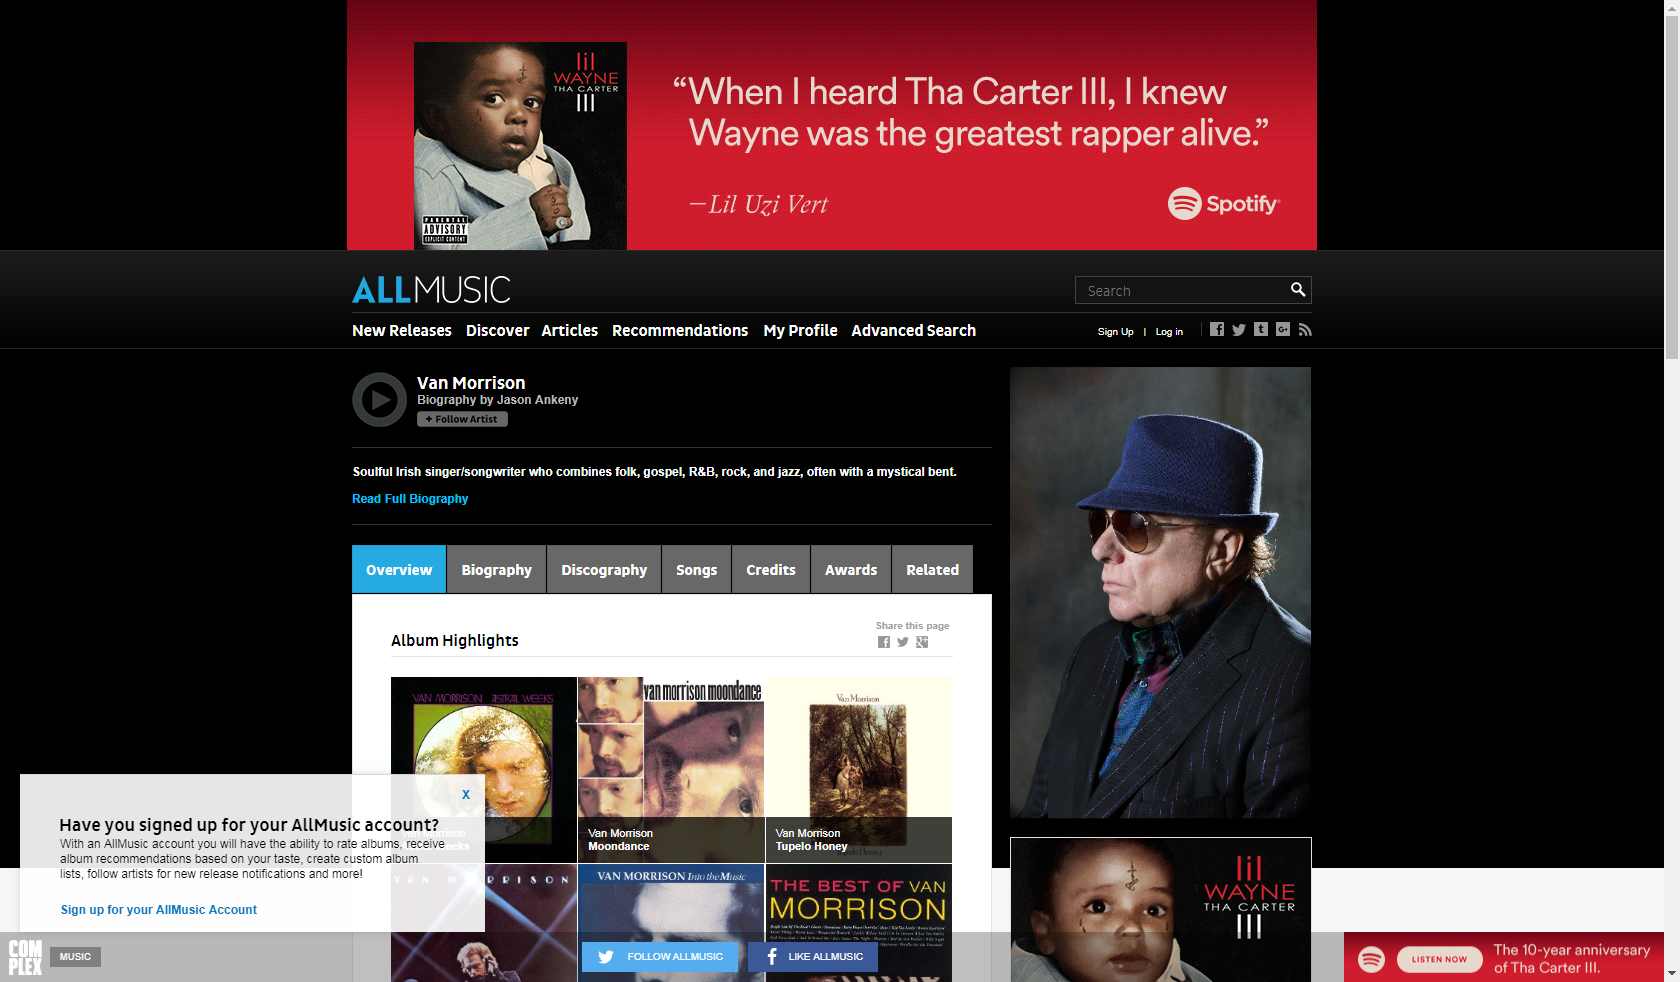 lil
WAYNE
THA CARTER
III
PARENTAL
ADVISORY
EXPLICIT CONTENT
“When I heard Tha Carter III, I knew
Wayne was the greatest rapper alive.”
—Lil Uzi Vert
Spotify
ALLMUSIC
Search
New Releases Discover Articles Recommendations My Profile Advanced Search
Sign Up | Log in
Van Morrison
Biography by Jason Ankeny
+ Follow Artist
Soulful Irish singer/songwriter who combines folk, gospel, R&B, rock, and jazz, often with a mystical bent.
Read Full Biography
Overview Biography Discography Songs Credits Awards Related
Share this page
Album Highlights
VAN MORRISON ASTRAL WEEKS
van morrison moondance
Van Morrison
Van Morrison
Moondance
Van Morrison
Tupelo Honey
X
Have you signed up for your AllMusic account?
With an AllMusic account you will have the ability to rate albums, receive
album recommendations based on your taste, create custom album
lists, follow artists for new release notifications and more!
Sign up for your AllMusic Account
VAN MORRISON
VAN MORRISON Into the Music
THE BEST OF VAN
MORRISON
lil
WAYNE
THA CARTER
III
COM
PLEX
MUSIC
FOLLOW ALLMUSIC
LIKE ALLMUSIC
LISTEN NOW
The 10-year anniversary
of Tha Carter III.